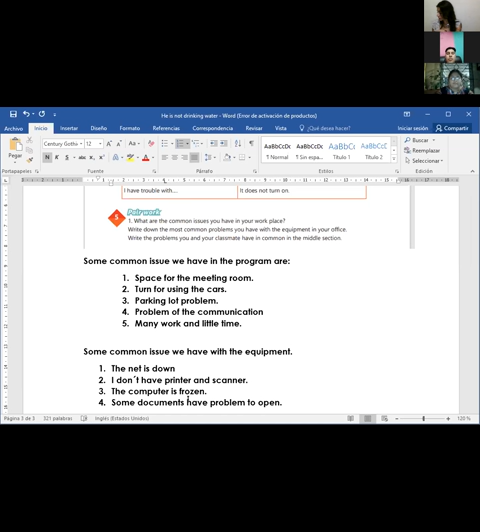 He is not drinking water - Word (Error de activación de productos)
Archivo Inicio Insertar Diseño Formato Referencias Correspondencia Revisar Vista ¿Qué desea hacer? Iniciar sesión Compartir
Pegar
Century Gothi 12 A A Aa
N K S abc x₂ x² A
AaBbCcDc AaBbCcDc AaBbC AaBbCc
¶ Normal ¶ Sin espa... Título 1 Título 2
Buscar
Reemplazar
Seleccionar
Portapapeles Fuente Párrafo Estilos Edición
I have trouble with.... It does not turn on.
5 Pair work
1. What are the common issues you have in your work place?
Write down the most common problems you have with the equipment in your office.
Write the problems you and your classmate have in common in the middle section.
Some common issue we have in the program are:
1. Space for the meeting room.
2. Turn for using the cars.
3. Parking lot problem.
4. Problem of the communication
5. Many work and little time.
Some common issue we have with the equipment.
1. The net is down
2. I don´t have printer and scanner.
3. The computer is frozen.
4. Some documents have problem to open.
Página 3 de 3 321 palabras Inglés (Estados Unidos) 120 %